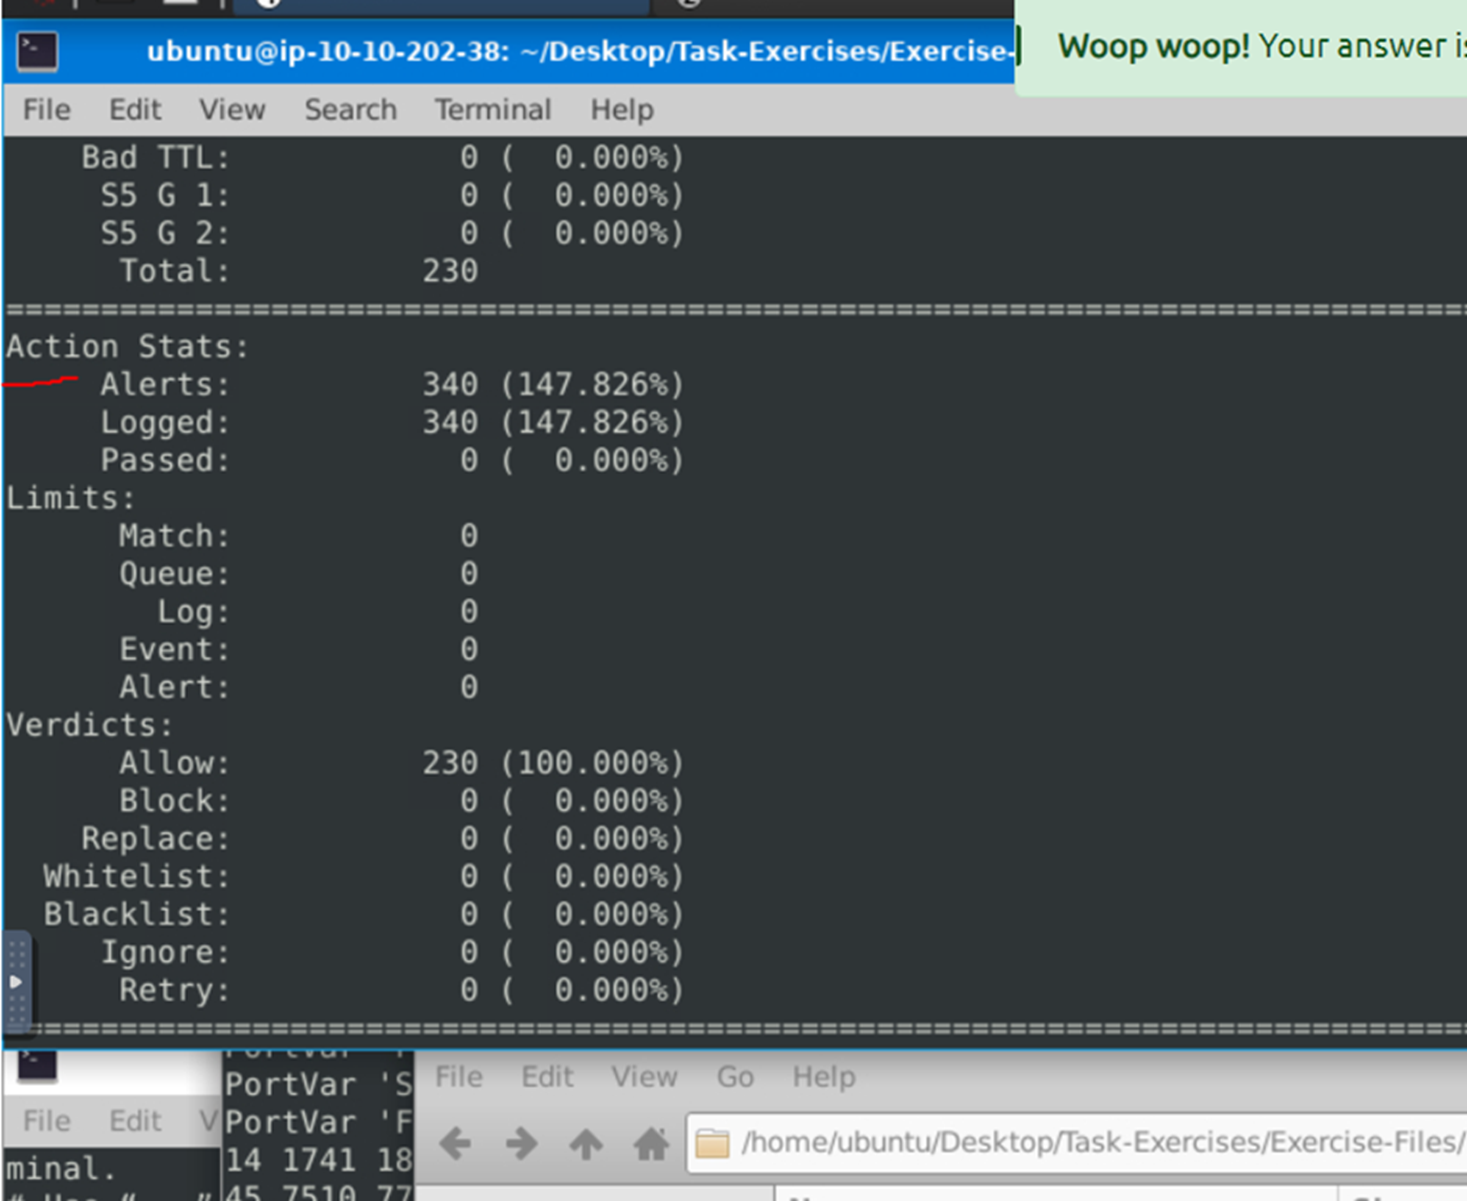 ubuntu@ip-10-10-202-38: ~/Desktop/Task-Exercises/Exercise-
Woop woop! Your answer is
File Edit View Search Terminal Help
Bad TTL: 0 ( 0.000%)
S5 G 1: 0 ( 0.000%)
S5 G 2: 0 ( 0.000%)
Total: 230
===============================================================================
Action Stats:
Alerts: 340 (147.826%)
Logged: 340 (147.826%)
Passed: 0 ( 0.000%)
Limits:
Match: 0
Queue: 0
Log: 0
Event: 0
Alert: 0
Verdicts:
Allow: 230 (100.000%)
Block: 0 ( 0.000%)
Replace: 0 ( 0.000%)
Whitelist: 0 ( 0.000%)
Blacklist: 0 ( 0.000%)
Ignore: 0 ( 0.000%)
Retry: 0 ( 0.000%)
===============================================================================
PortVar 'S
PortVar 'F
14 1741 18
45 7510 77
File Edit V
minal.
File Edit View Go Help
/home/ubuntu/Desktop/Task-Exercises/Exercise-Files/